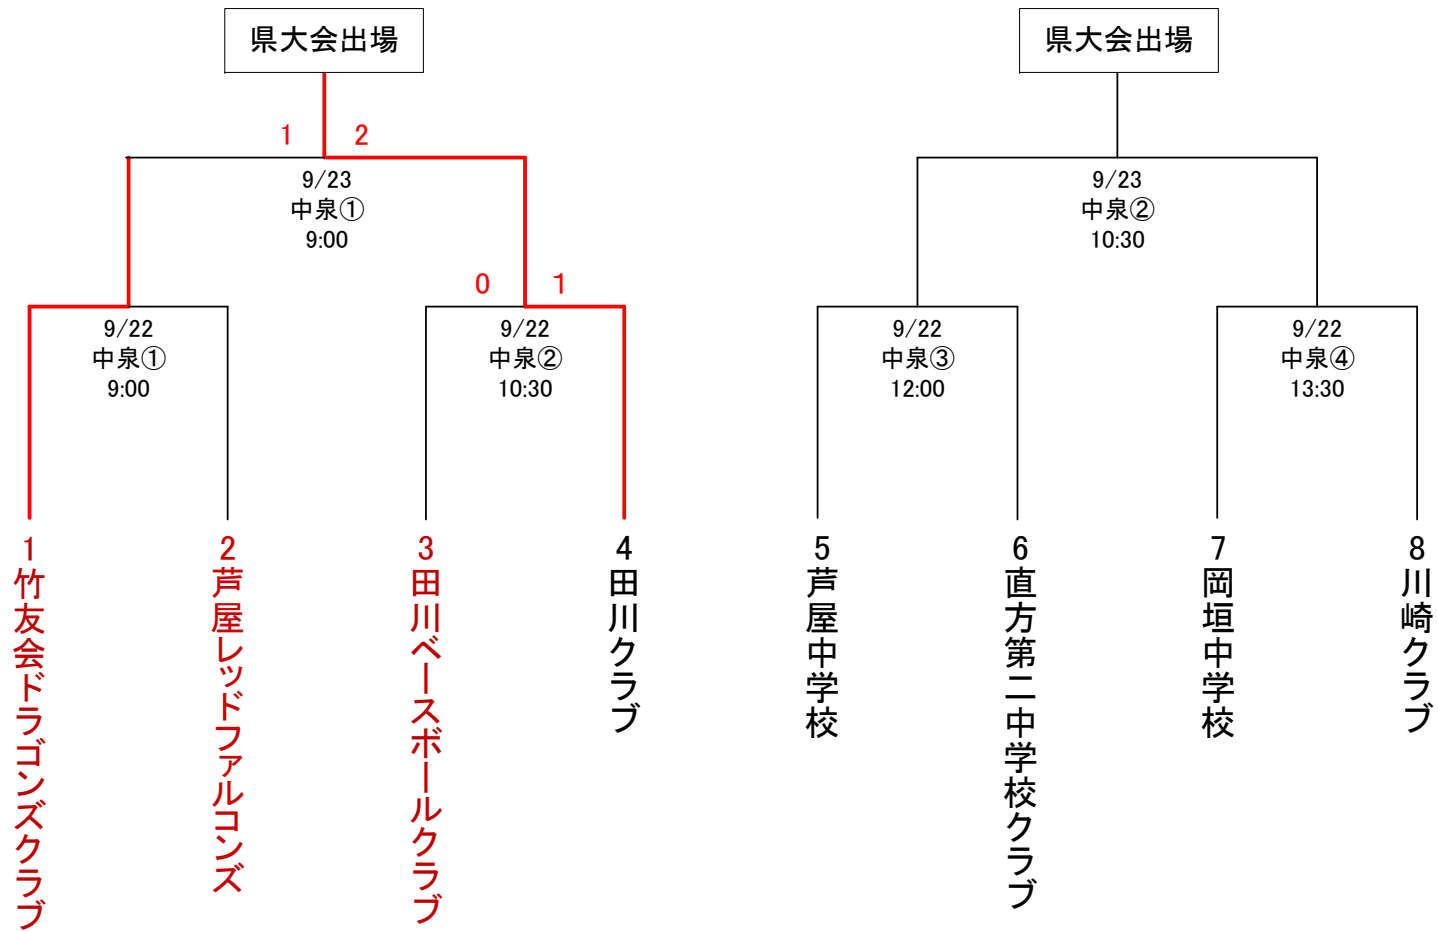 県大会出場
県大会出場
1 2
9/23
中泉①
9:00
9/23
中泉②
10:30
0 1
9/22
中泉①
9:00
9/22
中泉②
10:30
9/22
中泉③
12:00
9/22
中泉④
13:30
1
竹友会ドラゴンズクラブ
2
芦屋レッドファルコンズ
3
田川ベースボールクラブ
4
田川クラブ
5
芦屋中学校
6
直方第二中学校クラブ
7
岡垣中学校
8
川崎クラブ